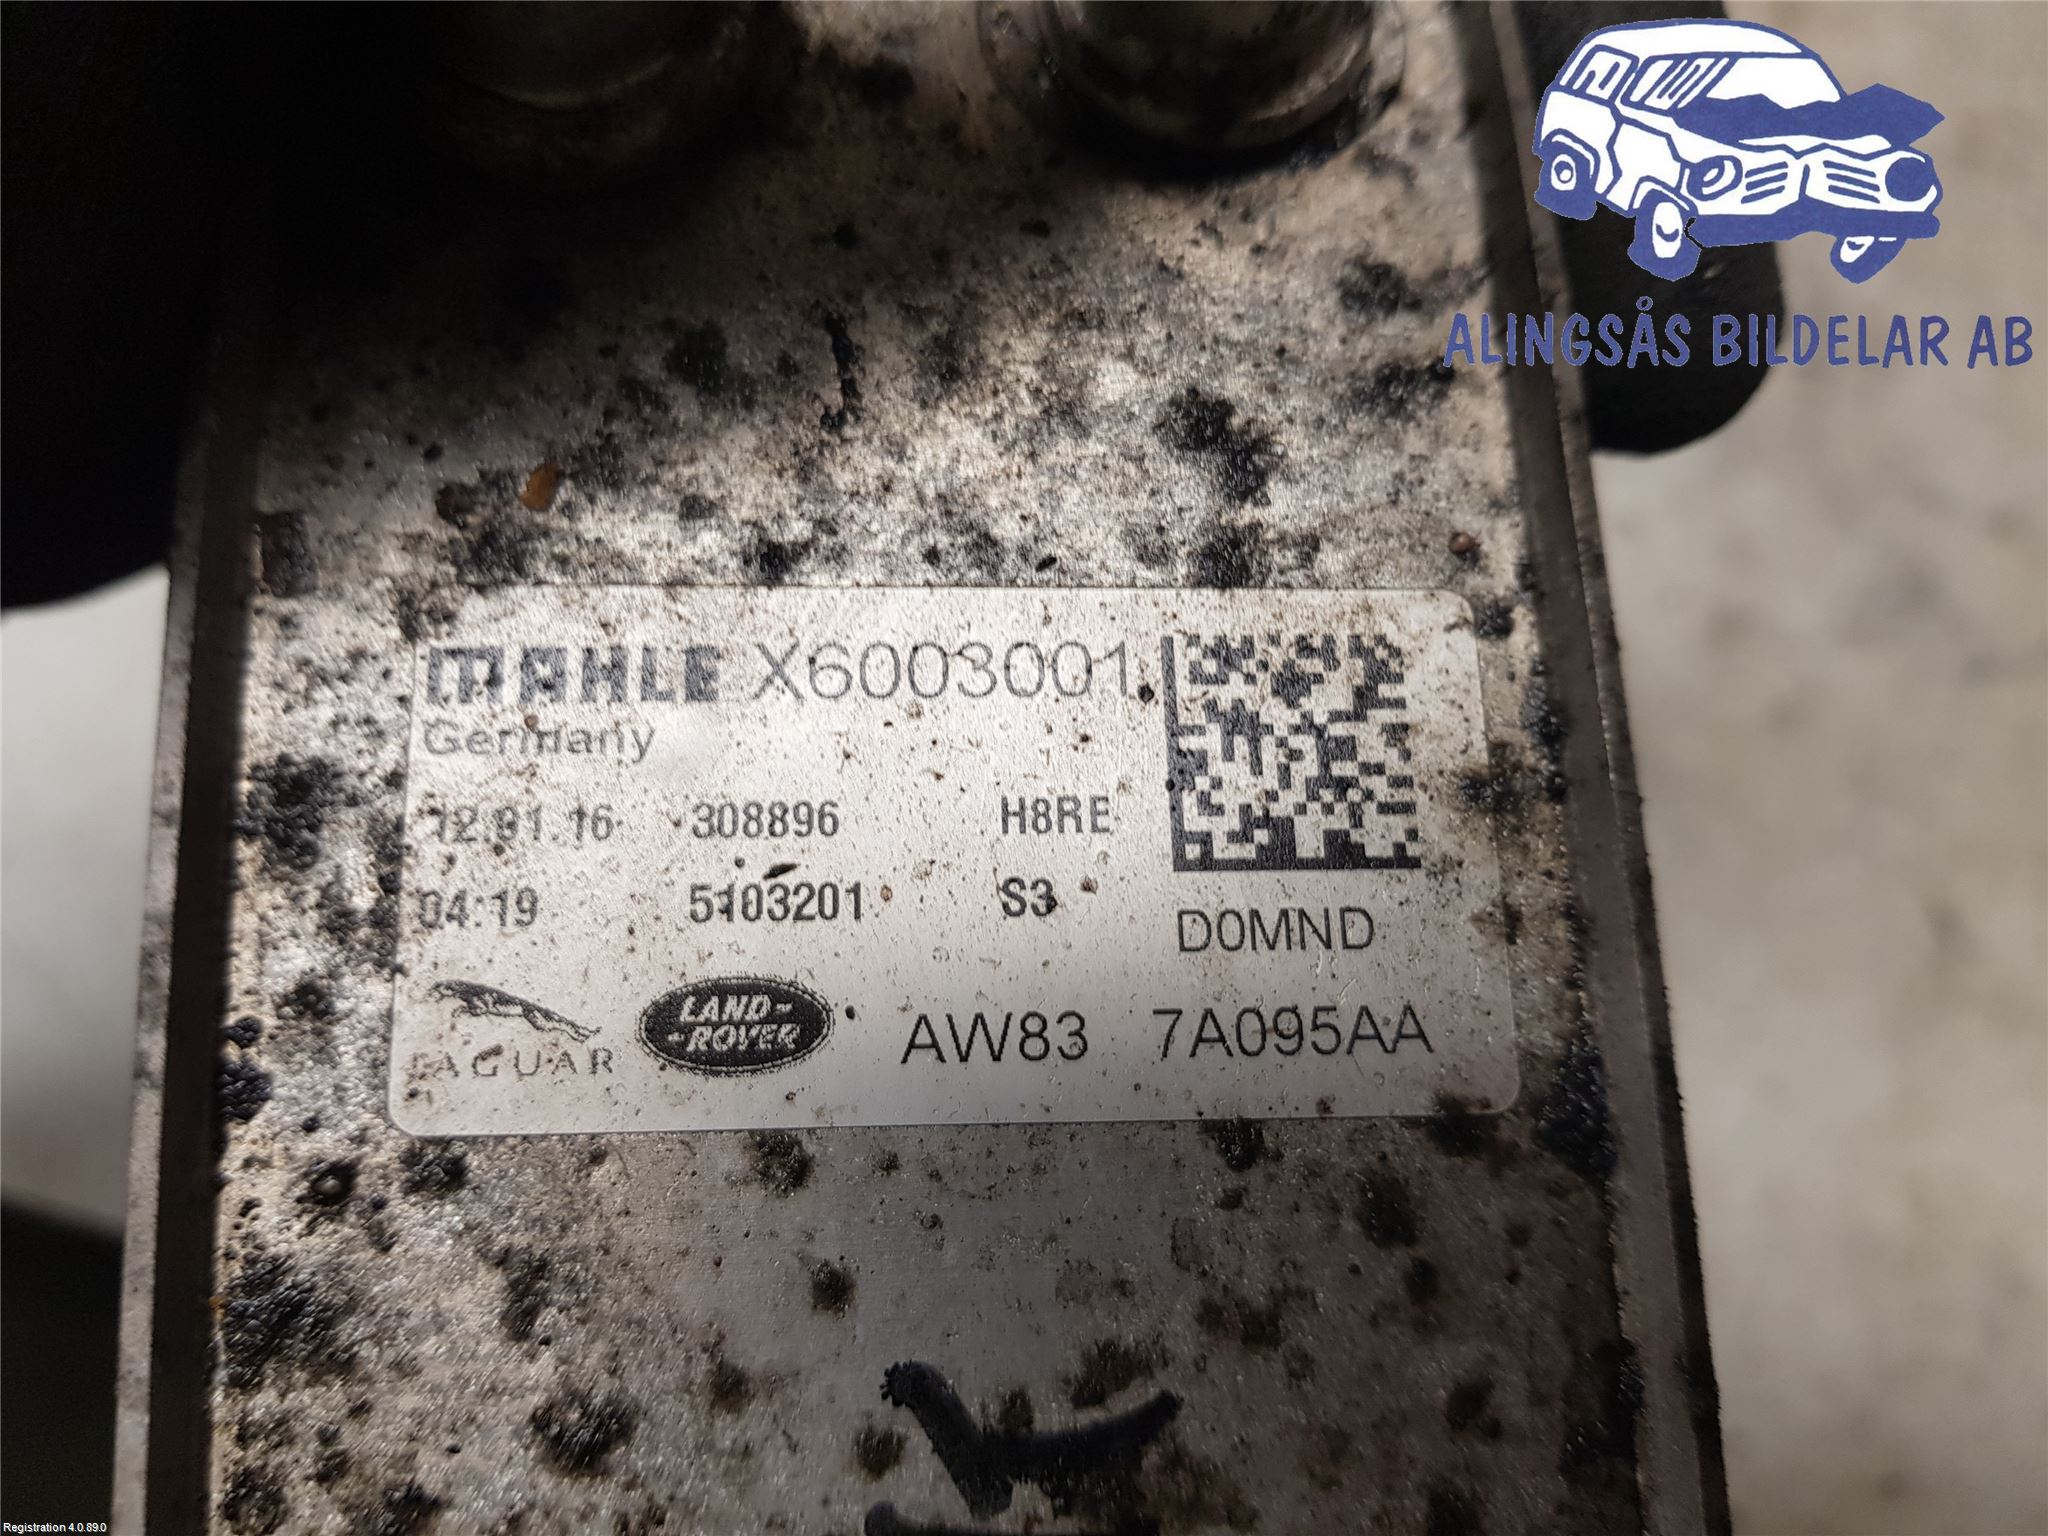 ALINGSÅS BILDELAR AB
MAHLE X6003001
Germany
12.01.16 308896 H8RE
04:19 5103201 S3
D0MND
JAGUAR LAND-
-ROVER AW83 7A095AA
Registration 4.0.89.0